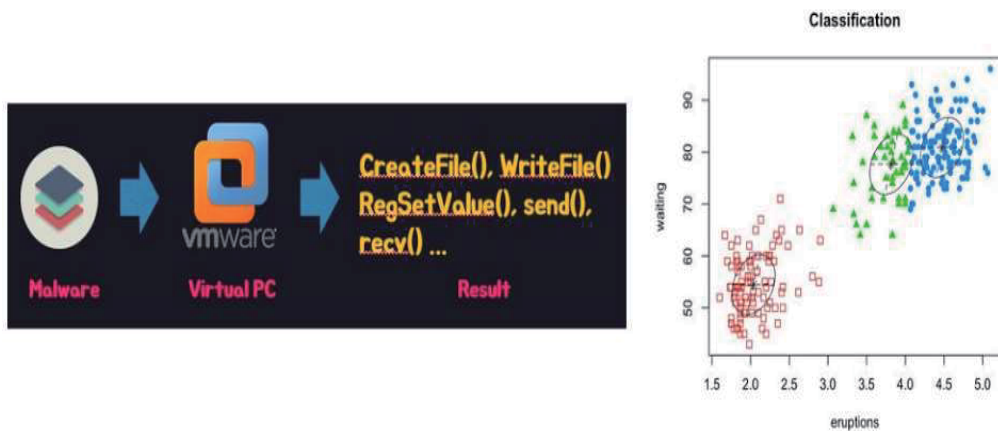 CreateFile(), WriteFile()
RegSetValue(), send(),
recv() ...
vmware
Malware
Virtual PC
Result
Classification
waiting
90
80
70
60
50
1.5 2.0 2.5 3.0 3.5 4.0 4.5 5.0
eruptions